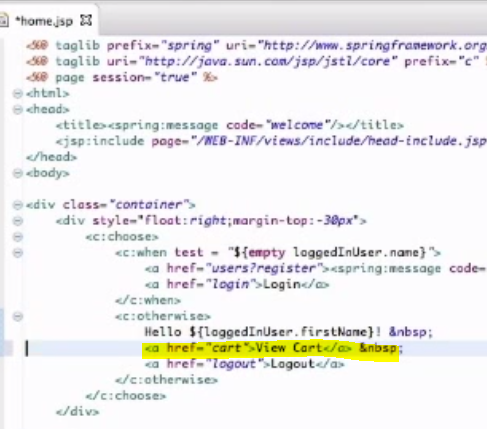 *home.jsp
<%@ taglib prefix="spring" uri="http://www.springframework.org
<%@ taglib uri="http://java.sun.com/jsp/jstl/core" prefix="c"
<%@ page session="true" %>
<html>
<head>
<title><spring:message code="welcome"/></title>
<jsp:include page="/WEB-INF/views/include/head-include.jsp
</head>
<body>
<div class="container">
<div style="float:right;margin-top:-30px">
<c:choose>
<c:when test = "${empty loggedInUser.name}">
<a href="users?register"><spring:message code=
<a href="login">Login</a>
</c:when>
<c:otherwise>
Hello ${loggedInUser.firstName}! &nbsp;
<a href="cart">View Cart</a> &nbsp;
<a href="logout">Logout</a>
</c:otherwise>
</c:choose>
</div>